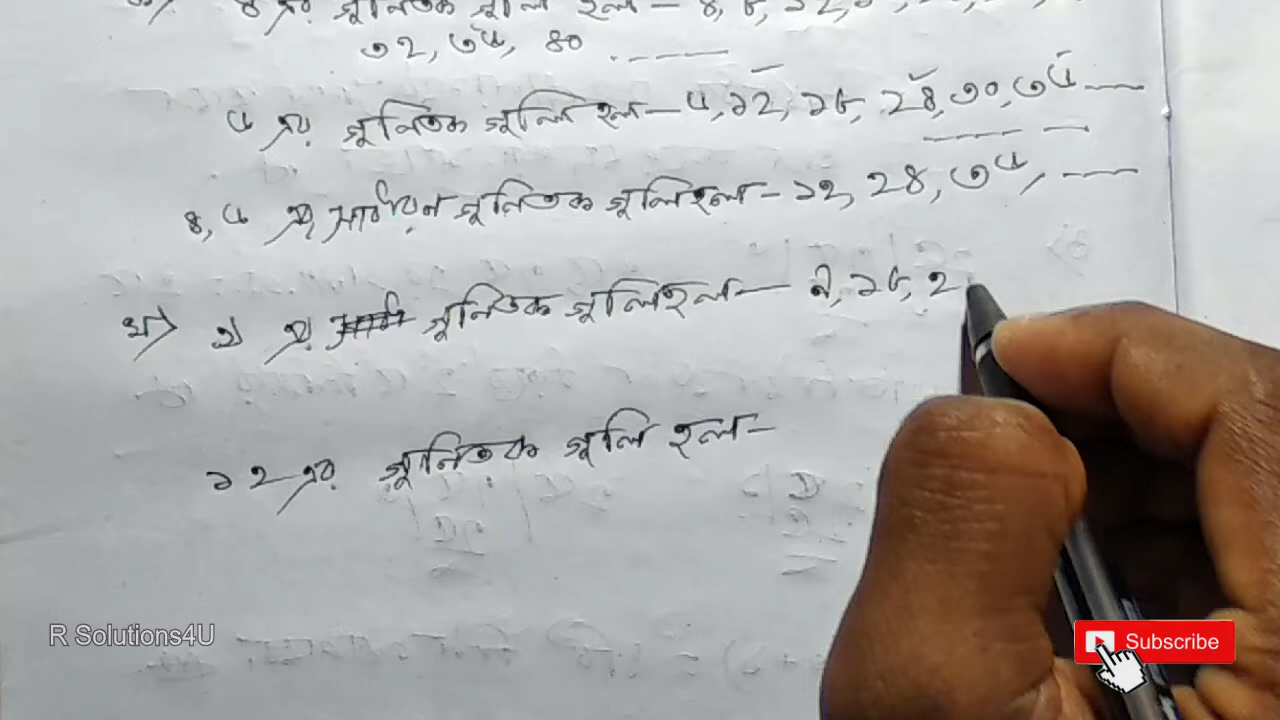 ৪ এর গুনিতক গুলি হল – ৪, ৮, ১২,
৩২, ৩৬, ৪০ -----
৬ এর গুনিতক গুলি হল – ৬, ১২, ১৮, ২৪, ৩০, ৩৬ ---
৪, ৬ এর সাধারন গুনিতক গুলি হল – ১২, ২৪, ৩৬, ---
খ) ৯ এর গুনিতক গুলি হল – ৯, ১৮, ২
১২ এর গুনিতক গুলি হল –
R Solutions4U
Subscribe